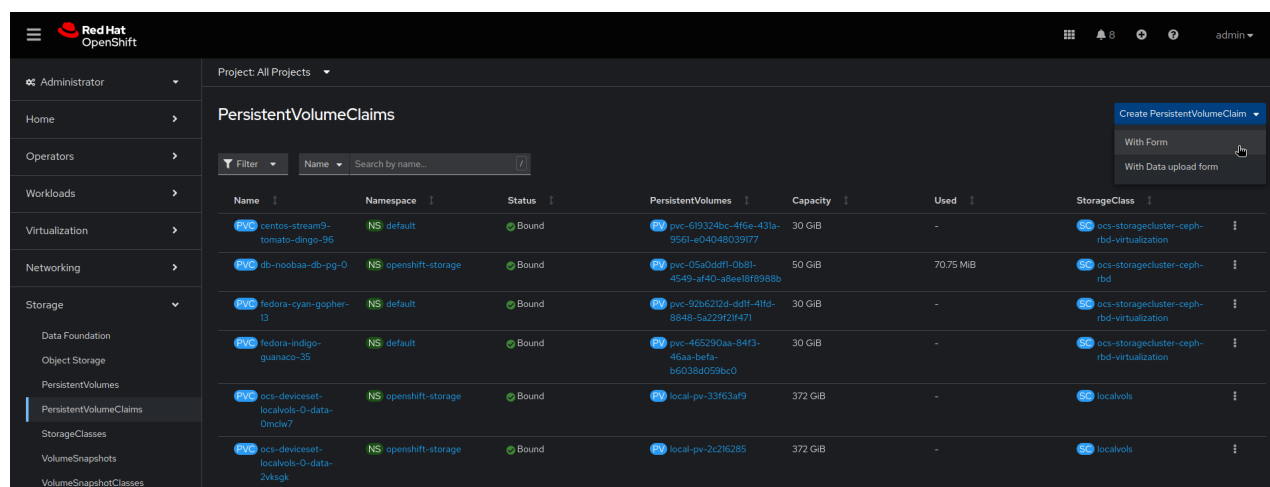 Red Hat
OpenShift
8
admin
Administrator
Home
Operators
Workloads
Virtualization
Networking
Storage
Data Foundation
Object Storage
PersistentVolumes
PersistentVolumeClaims
StorageClasses
VolumeSnapshots
VolumeSnapshotClasses
Project: All Projects
PersistentVolumeClaims
Create PersistentVolumeClaim
With Form
With Data upload form
Filter Name Search by name... /
Name Namespace Status PersistentVolumes Capacity Used StorageClass
PVC centos-stream9- NS default Bound PV pvc-619324bc-4f6e-431a- 30 GiB - SC ocs-storagecluster-ceph-
tomato-dingo-96 9561-e04048039177 rbd-virtualization
PVC db-noobaa-db-pg-0 NS openshift-storage Bound PV pvc-05a0ddf1-0b81- 50 GiB 70.75 MiB SC ocs-storagecluster-ceph-
4549-af40-a8ee18f8988b rbd
PVC fedora-cyan-gopher- NS default Bound PV pvc-92b6212d-dd1f-41fd- 30 GiB - SC ocs-storagecluster-ceph-
13 8848-5a229f21f471 rbd-virtualization
PVC fedora-indigo- NS default Bound PV pvc-465290aa-84f3- 30 GiB - SC ocs-storagecluster-ceph-
guanaco-35 46aa-befa- rbd-virtualization
b6038d059bc0
PVC ocs-deviceset- NS openshift-storage Bound PV local-pv-33f63af9 372 GiB - SC localvols
localvols-0-data-
0mclw7
PVC ocs-deviceset- NS openshift-storage Bound PV local-pv-2c216285 372 GiB - SC localvols
localvols-0-data-
2vksgk